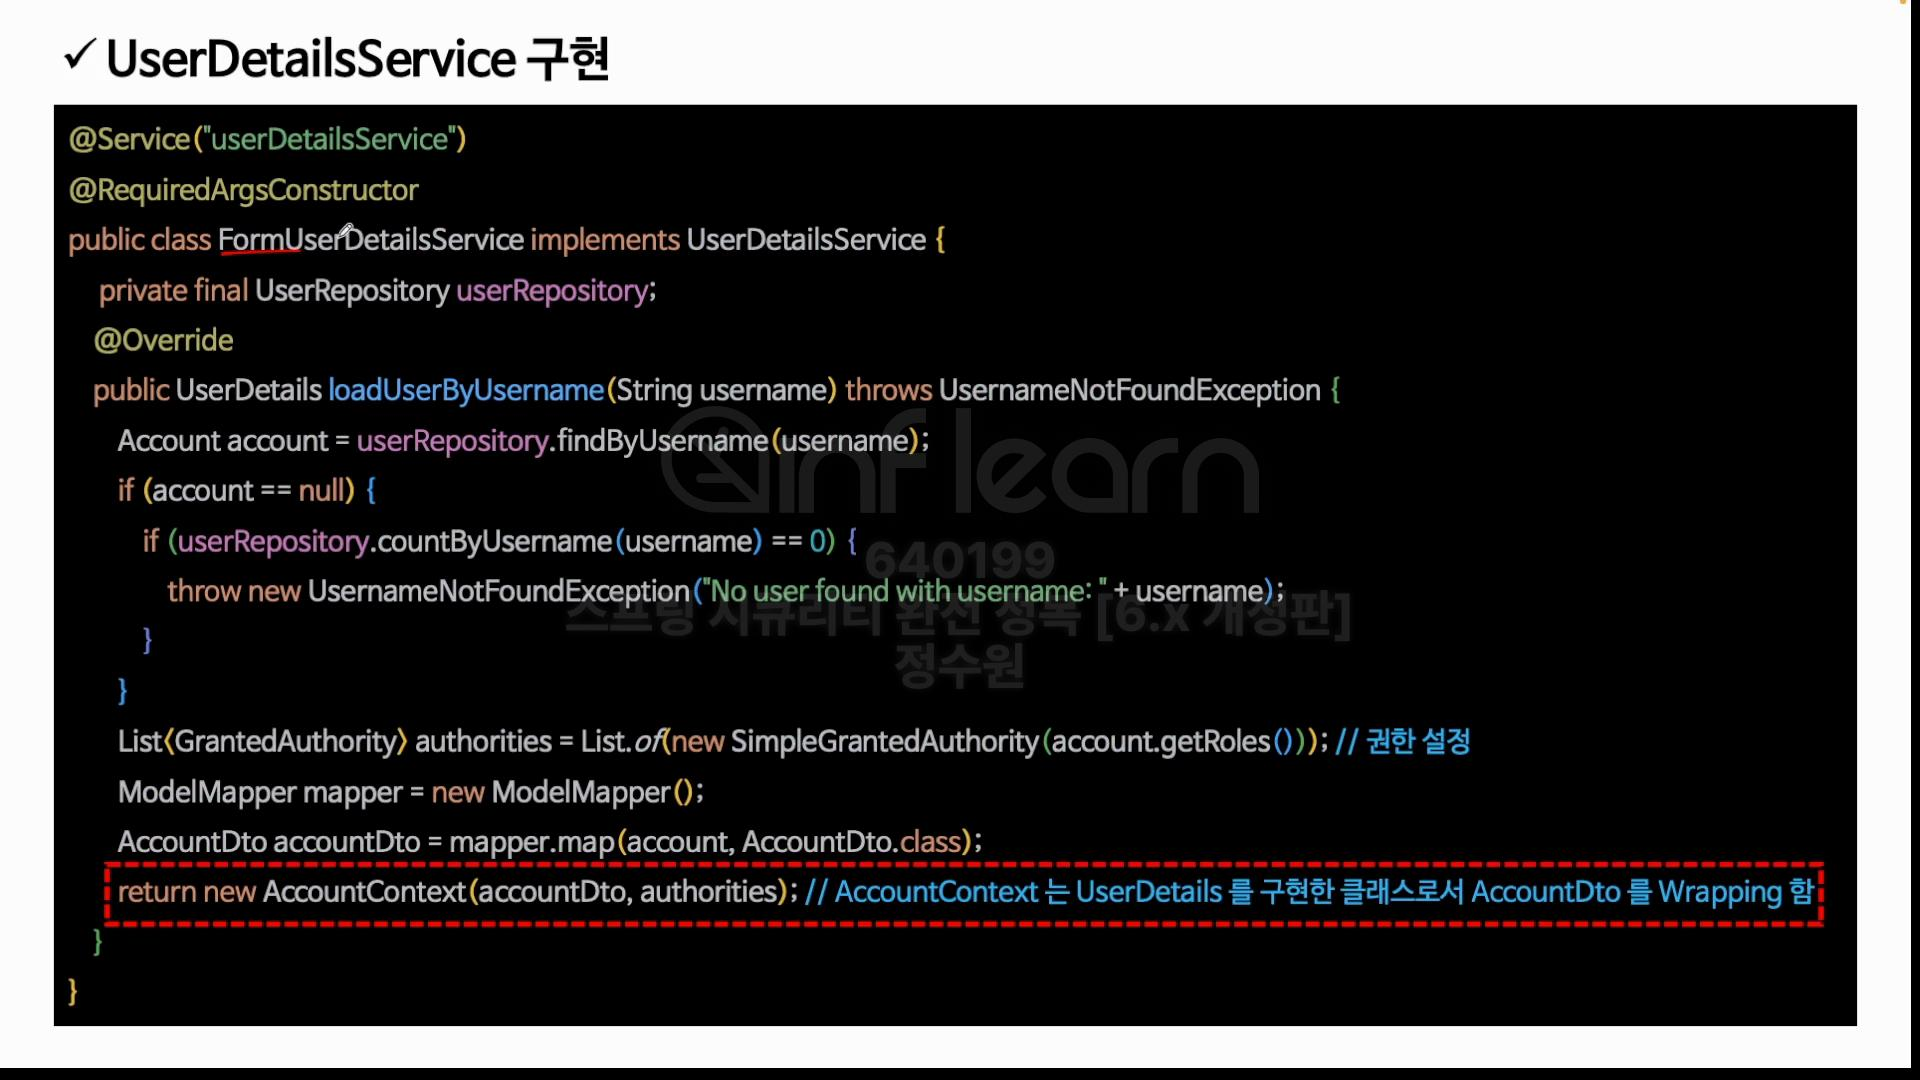 ✓ UserDetailsService 구현
@Service("userDetailsService")
@RequiredArgsConstructor
public class FormUserDetailsService implements UserDetailsService {
private final UserRepository userRepository;
@Override
public UserDetails loadUserByUsername(String username) throws UsernameNotFoundException {
Account account = userRepository.findByUsername(username);
if (account == null) {
if (userRepository.countByUsername(username) == 0) {
throw new UsernameNotFoundException("No user found with username: " + username);
}
}
List<GrantedAuthority> authorities = List.of(new SimpleGrantedAuthority(account.getRoles())); // 권한 설정
ModelMapper mapper = new ModelMapper();
AccountDto accountDto = mapper.map(account, AccountDto.class);
return new AccountContext(accountDto, authorities); // AccountContext 는 UserDetails 를 구현한 클래스로서 AccountDto 를 Wrapping 함
}
}
inflearn
640199
스프링 시큐리티 완전 정복 [6.x 개정판]
정수원